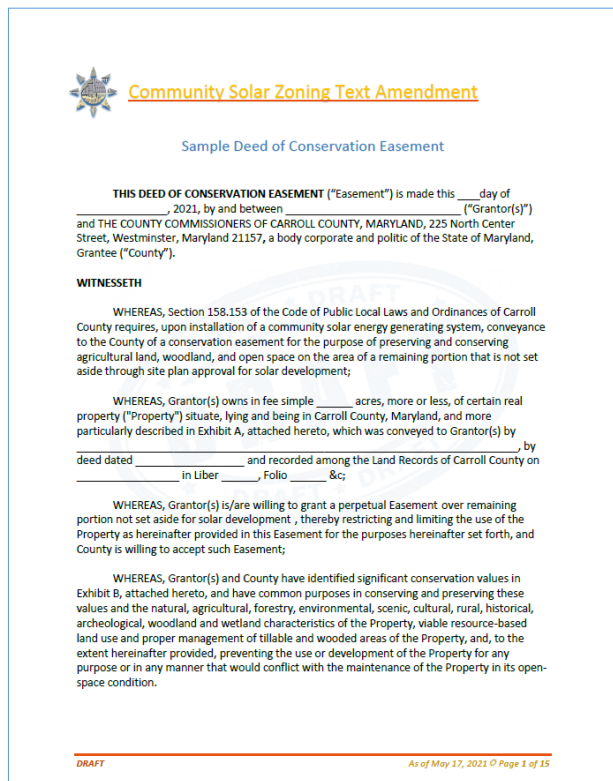 Community Solar Zoning Text Amendment
Sample Deed of Conservation Easement
THIS DEED OF CONSERVATION EASEMENT ("Easement") is made this ____day of
_______________, 2021, by and between _____________________________ ("Grantor(s)")
and THE COUNTY COMMISSIONERS OF CARROLL COUNTY, MARYLAND, 225 North Center
Street, Westminster, Maryland 21157, a body corporate and politic of the State of Maryland,
Grantee ("County").
WITNESSETH
WHEREAS, Section 158.153 of the Code of Public Local Laws and Ordinances of Carroll
County requires, upon installation of a community solar energy generating system, conveyance
to the County of a conservation easement for the purpose of preserving and conserving
agricultural land, woodland, and open space on the area of a remaining portion that is not set
aside through site plan approval for solar development;
WHEREAS, Grantor(s) owns in fee simple ______ acres, more or less, of certain real
property ("Property") situate, lying and being in Carroll County, Maryland, and more
particularly described in Exhibit A, attached hereto, which was conveyed to Grantor(s) by
_________________________________________________________________________, by
deed dated __________________ and recorded among the Land Records of Carroll County on
_________________ in Liber ______, Folio ______ &c;
WHEREAS, Grantor(s) is/are willing to grant a perpetual Easement over remaining
portion not set aside for solar development , thereby restricting and limiting the use of the
Property as hereinafter provided in this Easement for the purposes hereinafter set forth, and
County is willing to accept such Easement;
WHEREAS, Grantor(s) and County have identified significant conservation values in
Exhibit B, attached hereto, and have common purposes in conserving and preserving these
values and the natural, agricultural, forestry, environmental, scenic, cultural, rural, historical,
archeological, woodland and wetland characteristics of the Property, viable resource-based
land use and proper management of tillable and wooded areas of the Property, and, to the
extent hereinafter provided, preventing the use or development of the Property for any
purpose or in any manner that would conflict with the maintenance of the Property in its open-
space condition.
DRAFT
DRAFT
DRAFT
DRAFT
DRAFT As of May 17, 2021 O Page 1 of 15